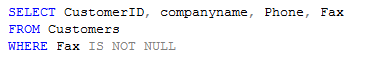 SELECT CustomerID, companyname, Phone, Fax
FROM Customers
WHERE Fax IS NOT NULL